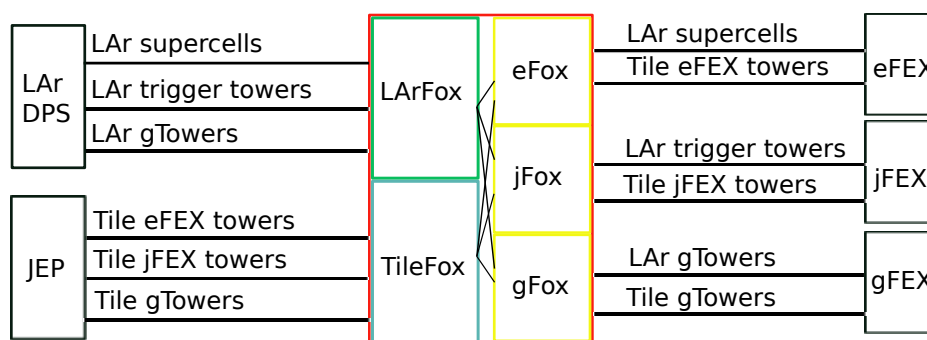 LAr supercells
LAr
DPS
LAr trigger towers
LAr gTowers
JEP
Tile eFEX towers
Tile jFEX towers
Tile gTowers
LArFox
TileFox
eFox
jFox
gFox
LAr supercells
Tile eFEX towers
eFEX
LAr trigger towers
Tile jFEX towers
jFEX
LAr gTowers
Tile gTowers
gFEX